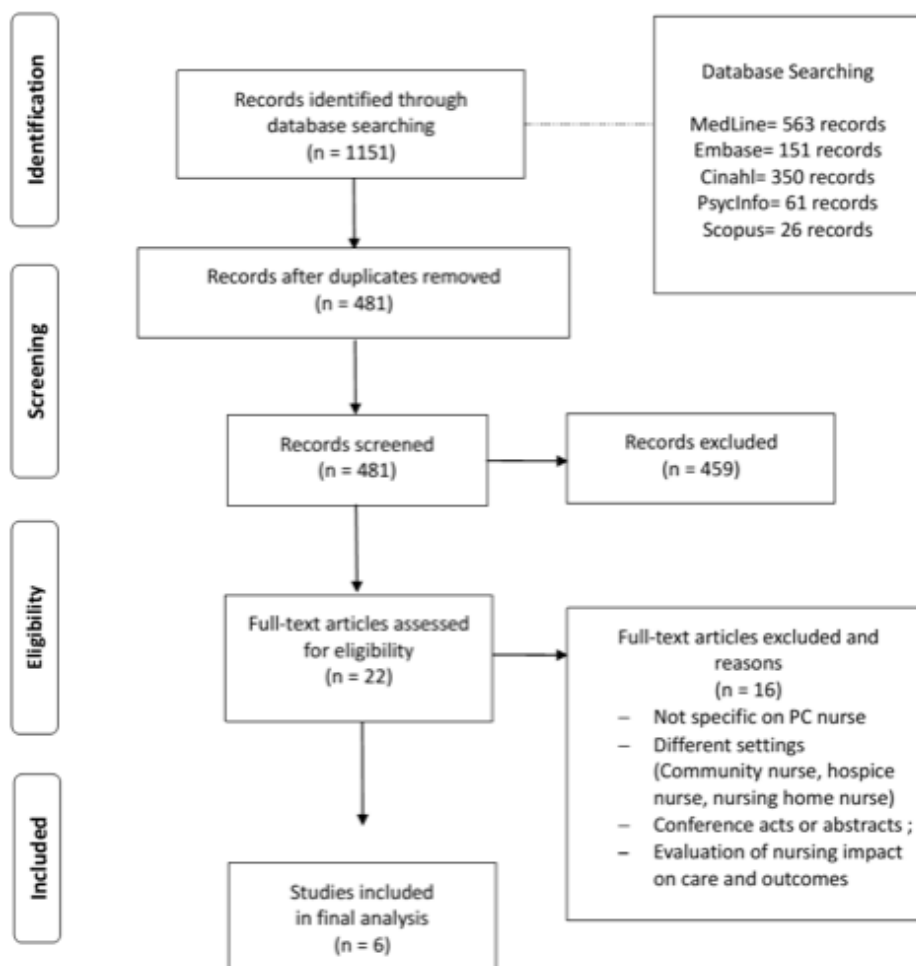 Identification
Records identified through
database searching
(n = 1151)
Database Searching
MedLine= 563 records
Embase= 151 records
Cinahl= 350 records
PsycInfo= 61 records
Scopus= 26 records
Screening
Records after duplicates removed
(n = 481)
Records screened
(n = 481)
Records excluded
(n = 459)
Eligibility
Full-text articles assessed
for eligibility
(n = 22)
Full-text articles excluded and
reasons
(n = 16)
– Not specific on PC nurse
– Different settings
(Community nurse, hospice
nurse, nursing home nurse)
– Conference acts or abstracts ;
– Evaluation of nursing impact
on care and outcomes
Included
Studies included
in final analysis
(n = 6)